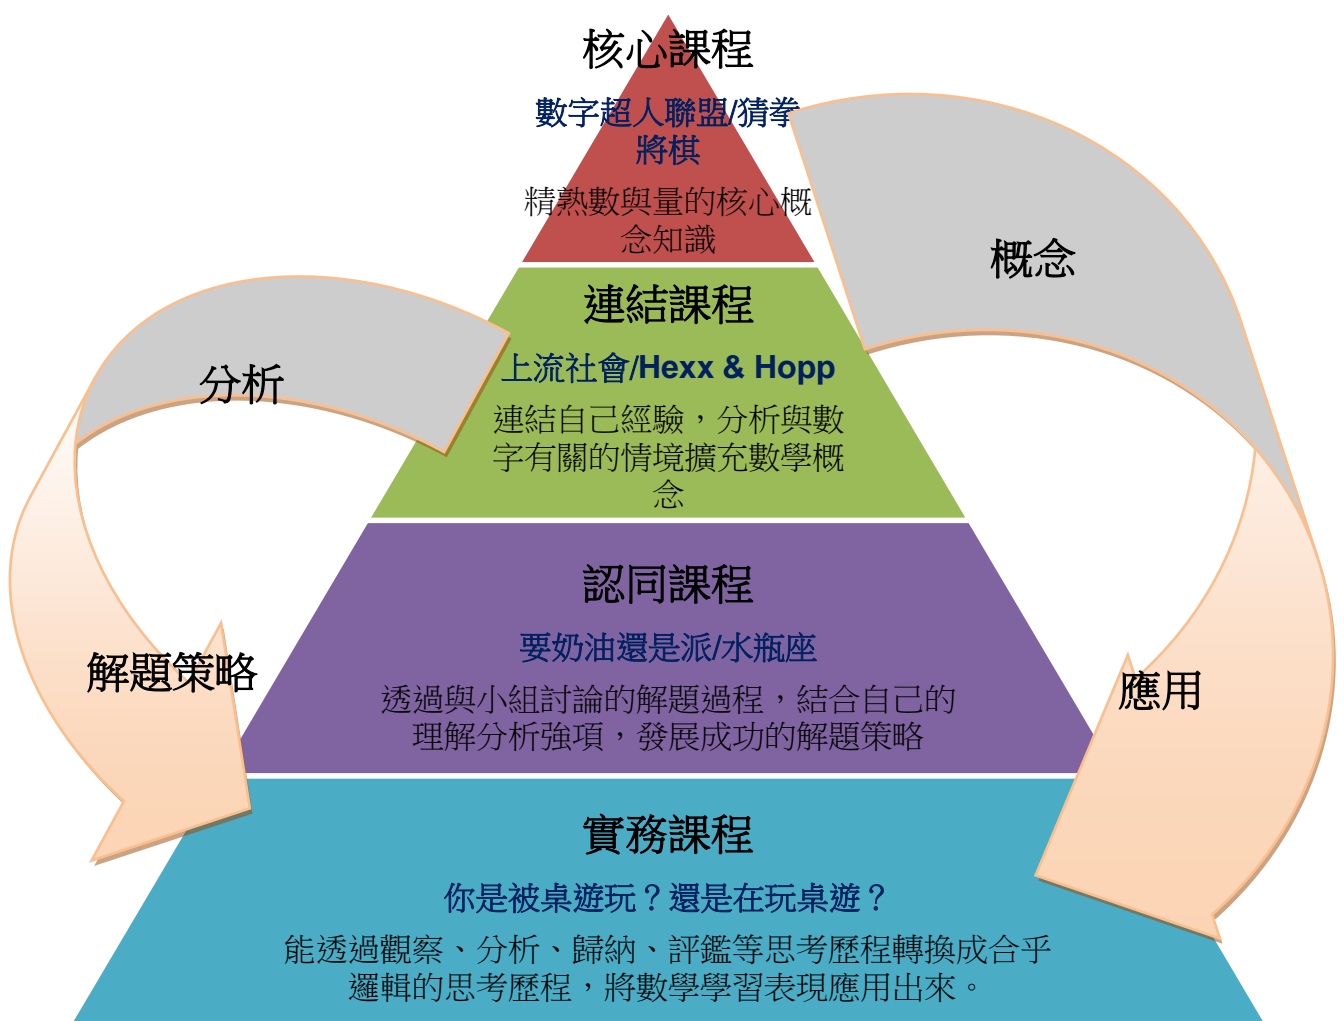 核心課程
數字超人聯盟/猜拳
將棋
精熟數與量的核心概
念知識
概念
連結課程
上流社會/Hexx & Hopp
連結自己經驗，分析與數
字有關的情境擴充數學概
念
分析
認同課程
要奶油還是派/水瓶座
透過與小組討論的解題過程，結合自己的
理解分析強項，發展成功的解題策略
解題策略
應用
實務課程
你是被桌遊玩？還是在玩桌遊？
能透過觀察、分析、歸納、評鑑等思考歷程轉換成合乎
邏輯的思考歷程，將數學學習表現應用出來。